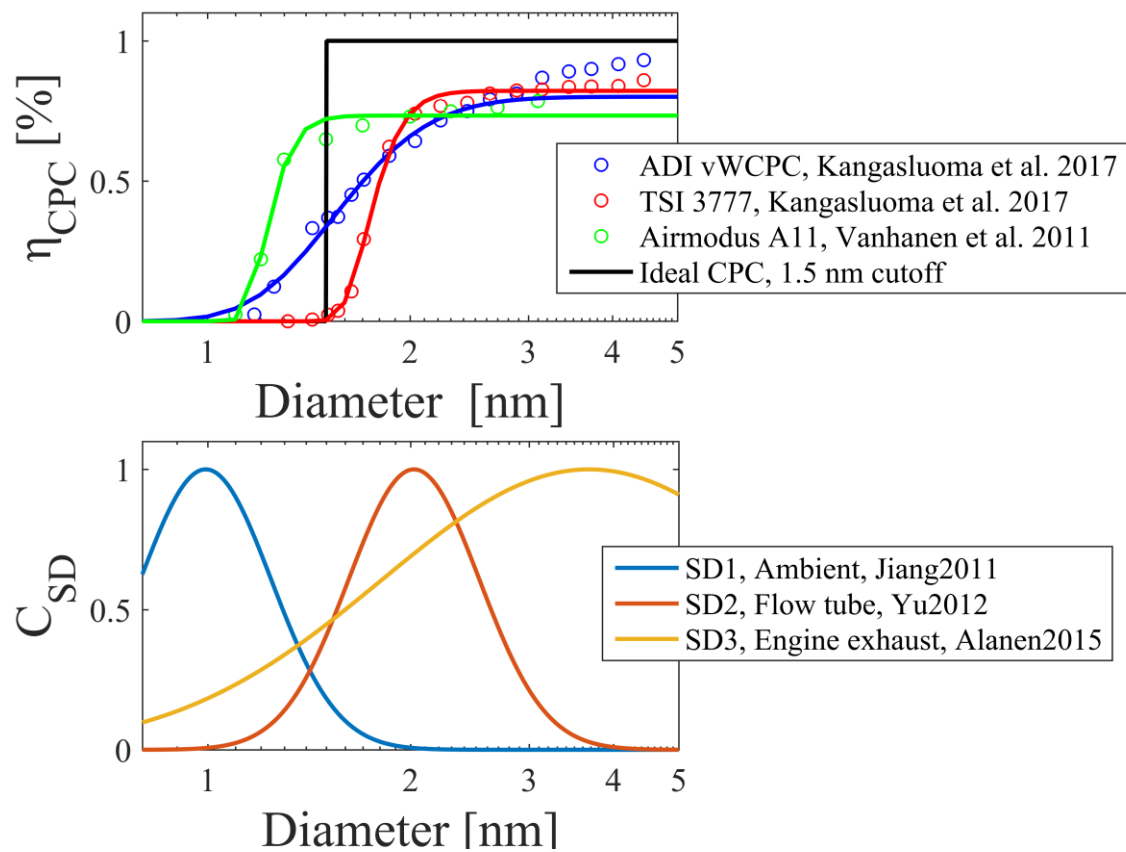 1
0.5
0
η_CPC [%]
1 2 3 4 5
Diameter [nm]
ADI vWCPC, Kangasluoma et al. 2017
TSI 3777, Kangasluoma et al. 2017
Airmodus A11, Vanhanen et al. 2011
Ideal CPC, 1.5 nm cutoff
1
0.5
0
C_SD
1 2 3 4 5
Diameter [nm]
SD1, Ambient, Jiang2011
SD2, Flow tube, Yu2012
SD3, Engine exhaust, Alanen2015